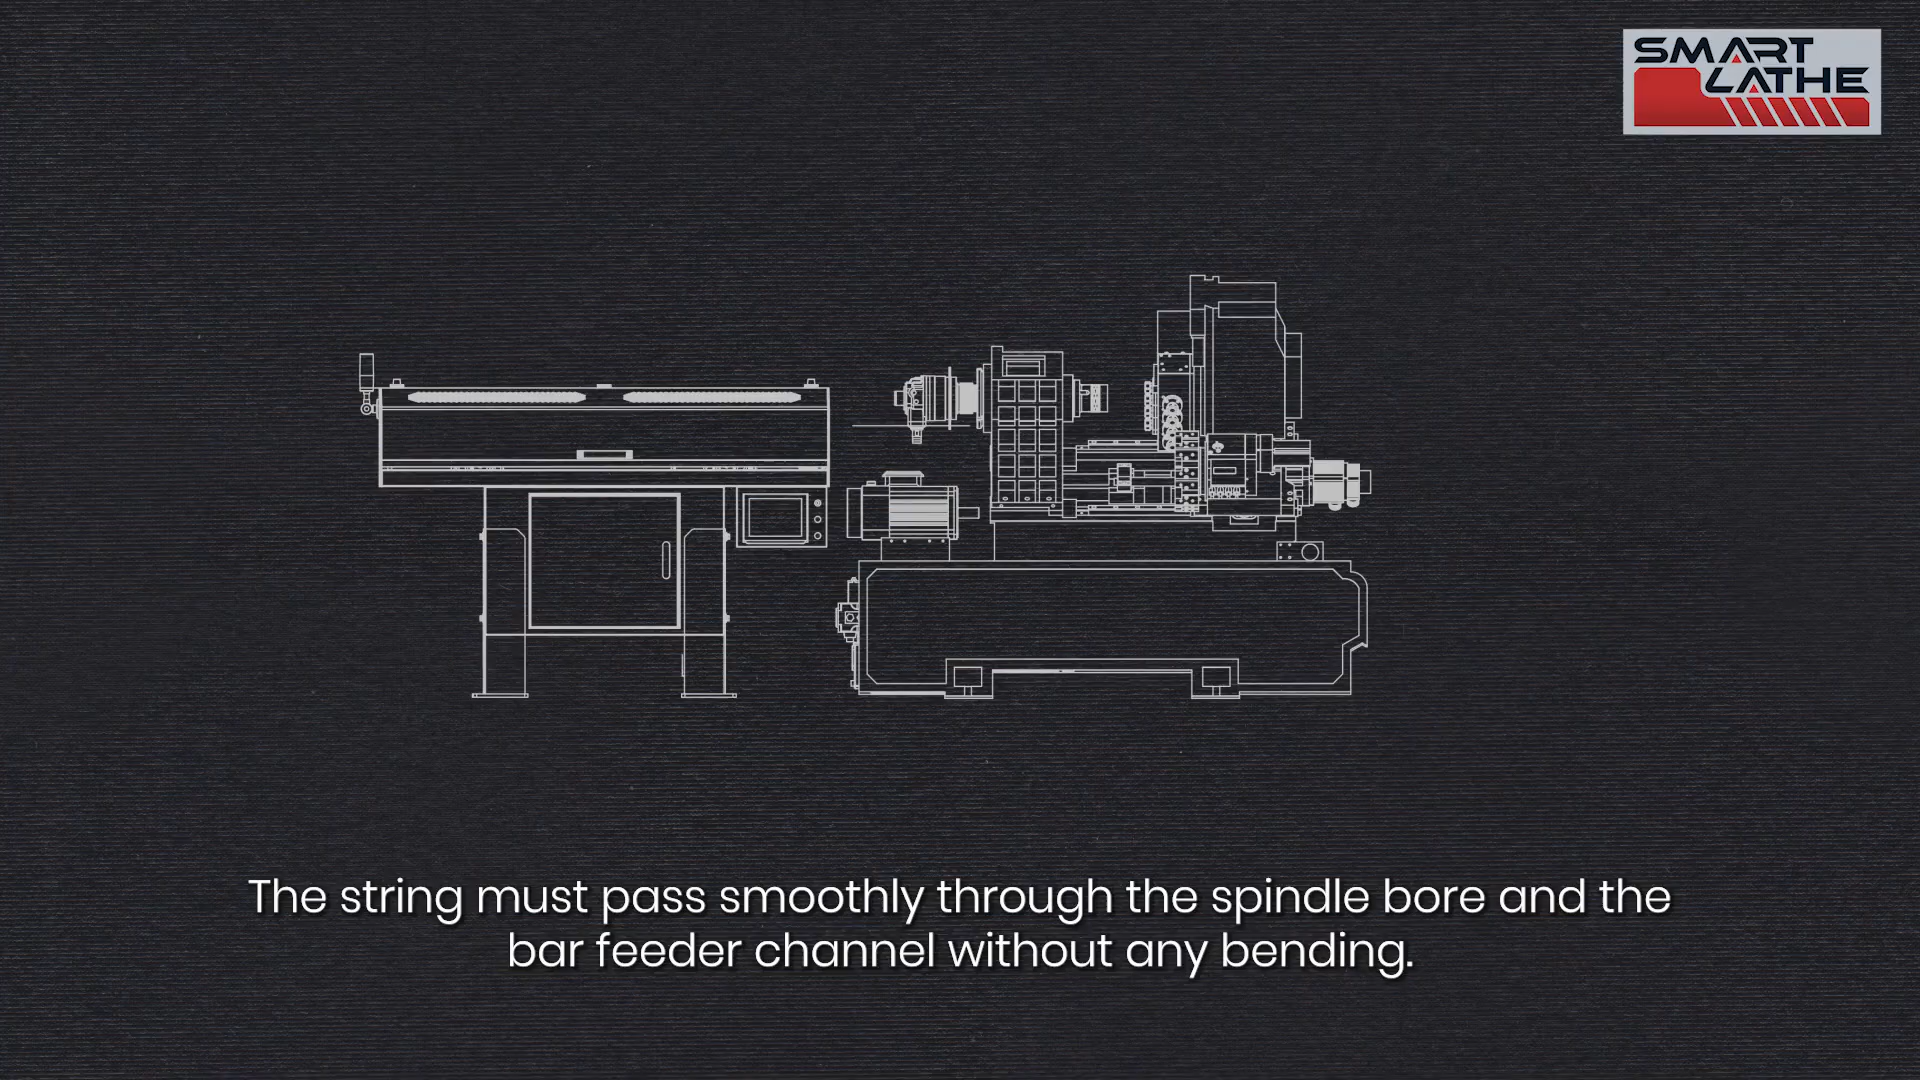 SMART
LATHE
The string must pass smoothly through the spindle bore and the
bar feeder channel without any bending.